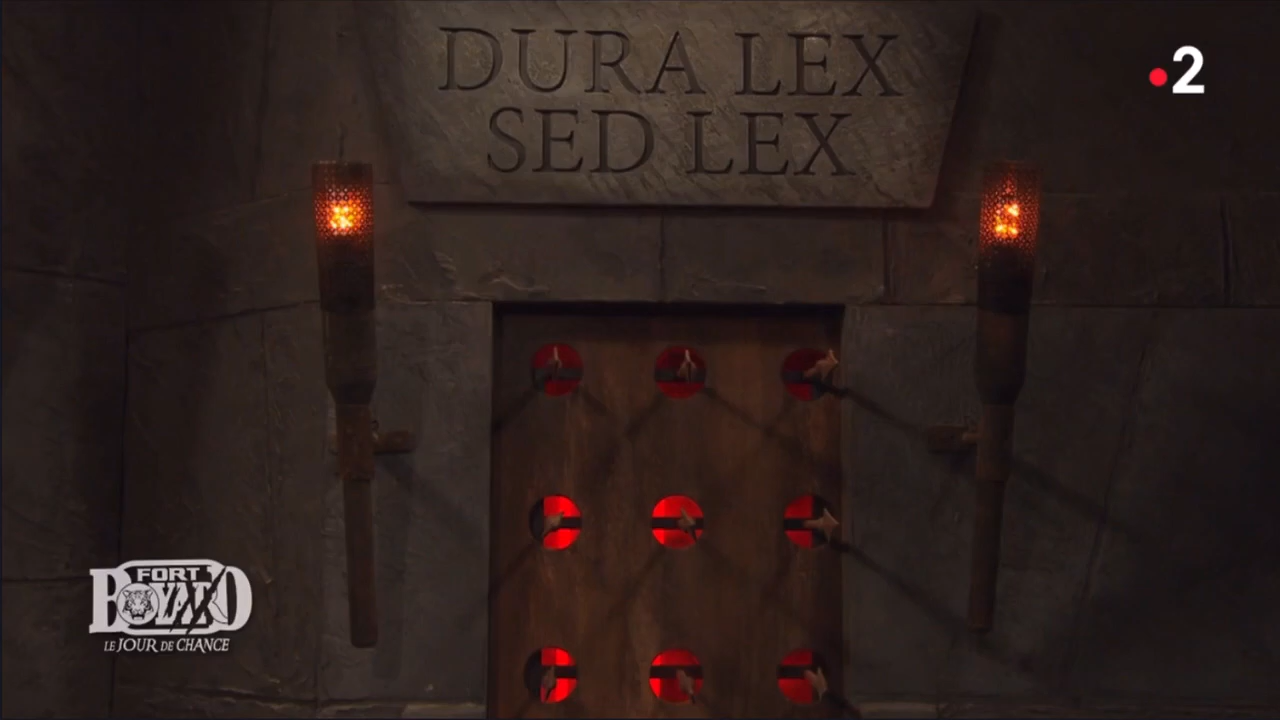 DURA LEX
SED LEX
2
FORT
BOYARD
LE JOUR DE CHANCE